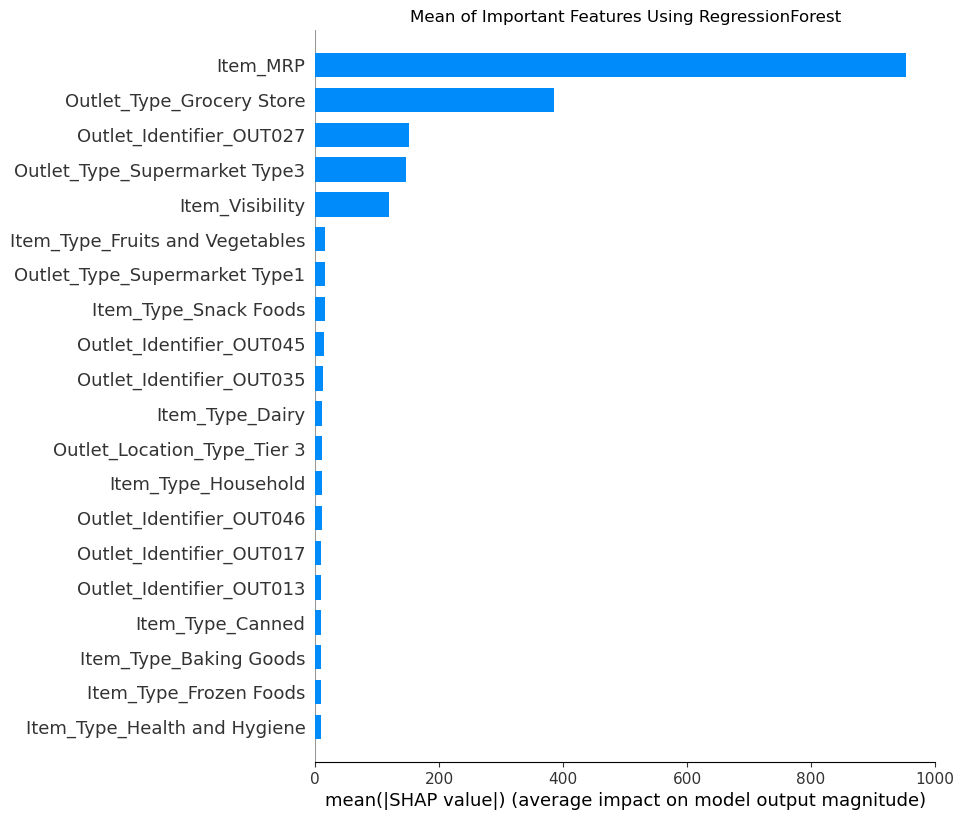 Mean of Important Features Using RegressionForest
Item_MRP
Outlet_Type_Grocery Store
Outlet_Identifier_OUT027
Outlet_Type_Supermarket Type3
Item_Visibility
Item_Type_Fruits and Vegetables
Outlet_Type_Supermarket Type1
Item_Type_Snack Foods
Outlet_Identifier_OUT045
Outlet_Identifier_OUT035
Item_Type_Dairy
Outlet_Location_Type_Tier 3
Item_Type_Household
Outlet_Identifier_OUT046
Outlet_Identifier_OUT017
Outlet_Identifier_OUT013
Item_Type_Canned
Item_Type_Baking Goods
Item_Type_Frozen Foods
Item_Type_Health and Hygiene
0 200 400 600 800 1000
mean(|SHAP value|) (average impact on model output magnitude)